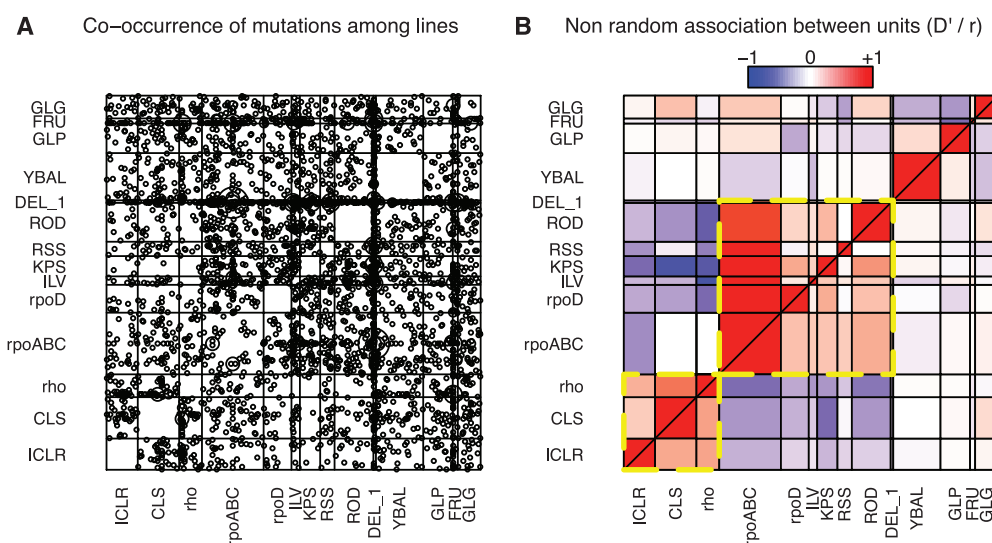 A Co−occurrence of mutations among lines
B Non random association between units (D' / r)
−1 0 +1
GLG
FRU
GLP
YBAL
DEL_1
ROD
RSS
KPS
ILV
rpoD
rpoABC
rho
CLS
ICLR
ICLR
CLS
rho
rpoABC
rpoD
ILV
KPS
RSS
ROD
DEL_1
YBAL
GLP
FRU
GLG
GLG
FRU
GLP
YBAL
DEL_1
ROD
RSS
KPS
ILV
rpoD
rpoABC
rho
CLS
ICLR
ICLR
CLS
rho
rpoABC
rpoD
ILV
KPS
RSS
ROD
DEL_1
YBAL
GLP
FRU
GLG